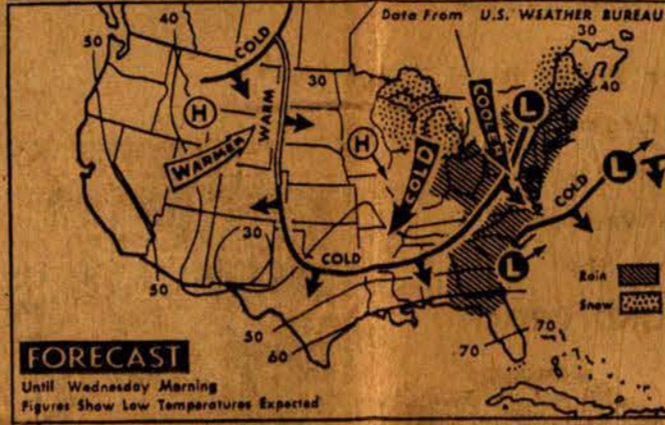 Data From U.S. WEATHER BUREAU
50
40
COLD
30
30
40
H
WARMER
WARM
H
COLD
COOLER
L
L
COLD
30
COLD
L
50
50
60
70
70
Rain
Snow
FORECAST
Until Wednesday Morning
Figures Show Low Temperatures Expected